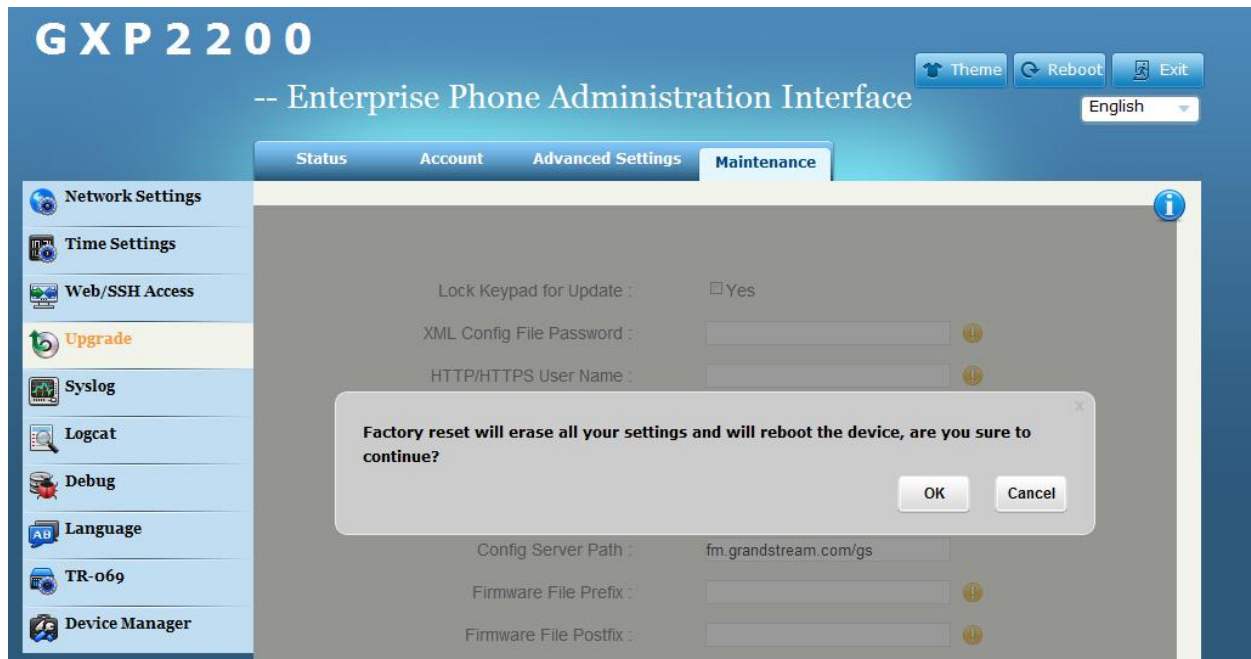 GXP2200
Theme
Reboot
Exit
-- Enterprise Phone Administration Interface
English
Status
Account
Advanced Settings
Maintenance
Network Settings
Time Settings
Web/SSH Access
Upgrade
Syslog
Logcat
Debug
Language
TR-069
Device Manager
Lock Keypad for Update :
Yes
XML Config File Password :
HTTP/HTTPS User Name :
x
Factory reset will erase all your settings and will reboot the device, are you sure to
continue?
OK
Cancel
Config Server Path :
fm.grandstream.com/gs
Firmware File Prefix :
Firmware File Postfix :